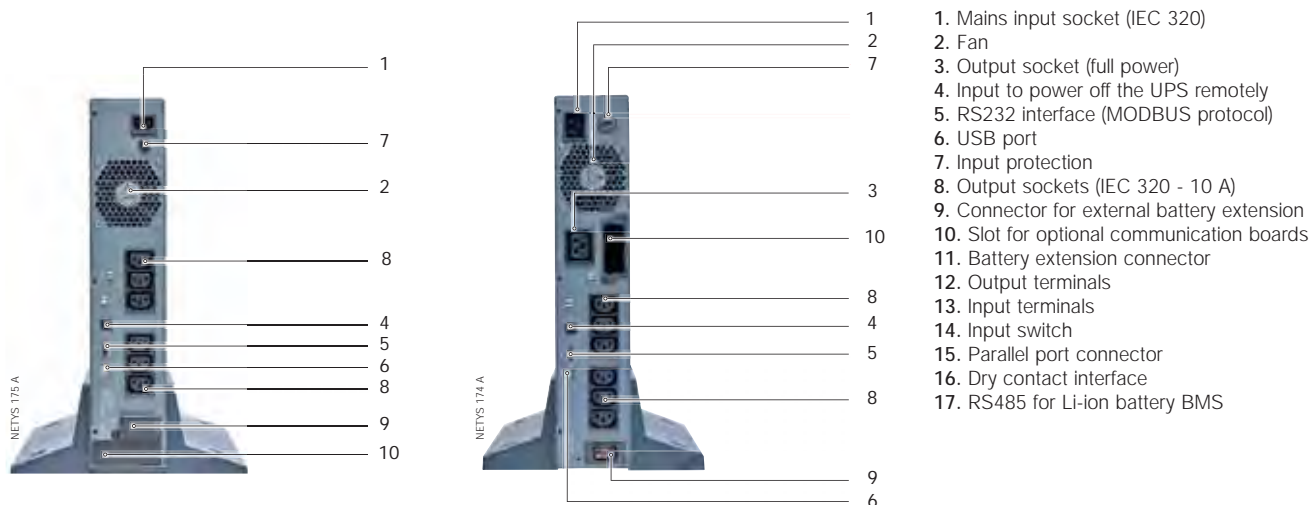 1
7
2
8
4
5
6
8
9
10
NETYS 175 A
1
2
7
3
10
8
4
5
8
9
6
NETYS 174 A
1. Mains input socket (IEC 320)
2. Fan
3. Output socket (full power)
4. Input to power off the UPS remotely
5. RS232 interface (MODBUS protocol)
6. USB port
7. Input protection
8. Output sockets (IEC 320 - 10 A)
9. Connector for external battery extension
10. Slot for optional communication boards
11. Battery extension connector
12. Output terminals
13. Input terminals
14. Input switch
15. Parallel port connector
16. Dry contact interface
17. RS485 for Li-ion battery BMS